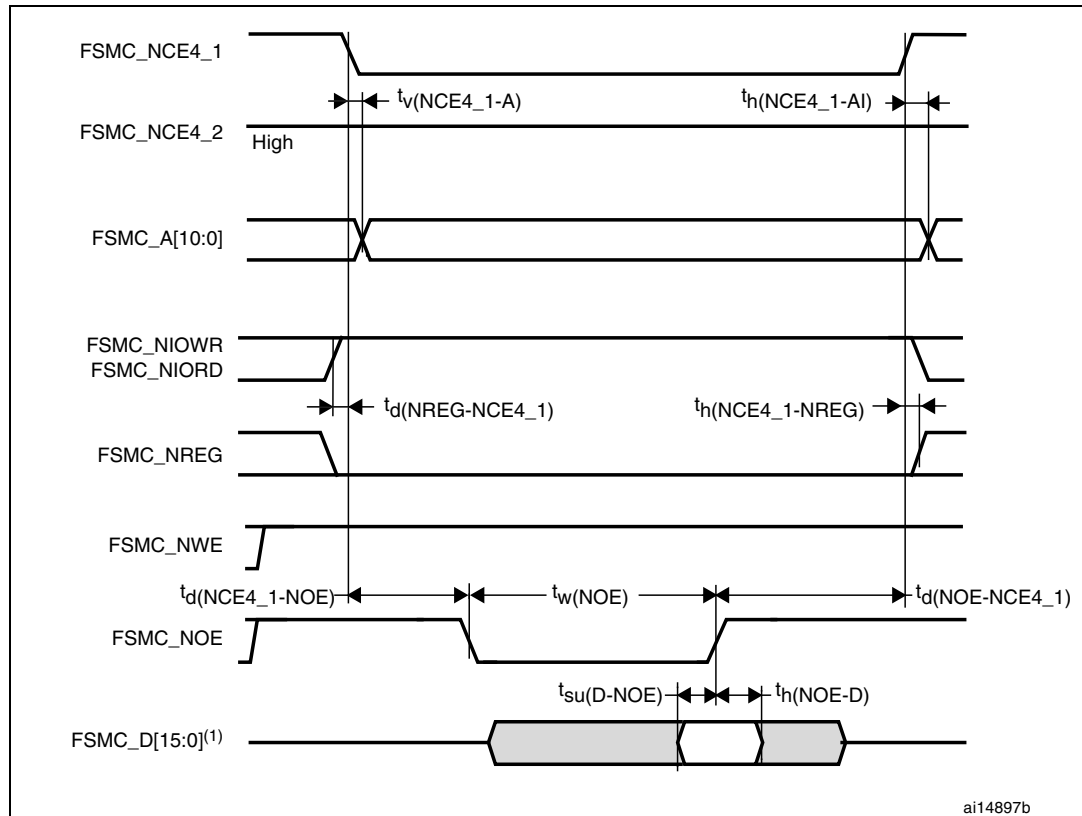 FSMC_NCE4_1
tv(NCE4_1-A)
th(NCE4_1-AI)
FSMC_NCE4_2
High
FSMC_A[10:0]
FSMC_NIOWR
FSMC_NIORD
td(NREG-NCE4_1)
th(NCE4_1-NREG)
FSMC_NREG
FSMC_NWE
td(NCE4_1-NOE)
tw(NOE)
td(NOE-NCE4_1)
FSMC_NOE
tsu(D-NOE)
th(NOE-D)
FSMC_D[15:0](1)
ai14897b